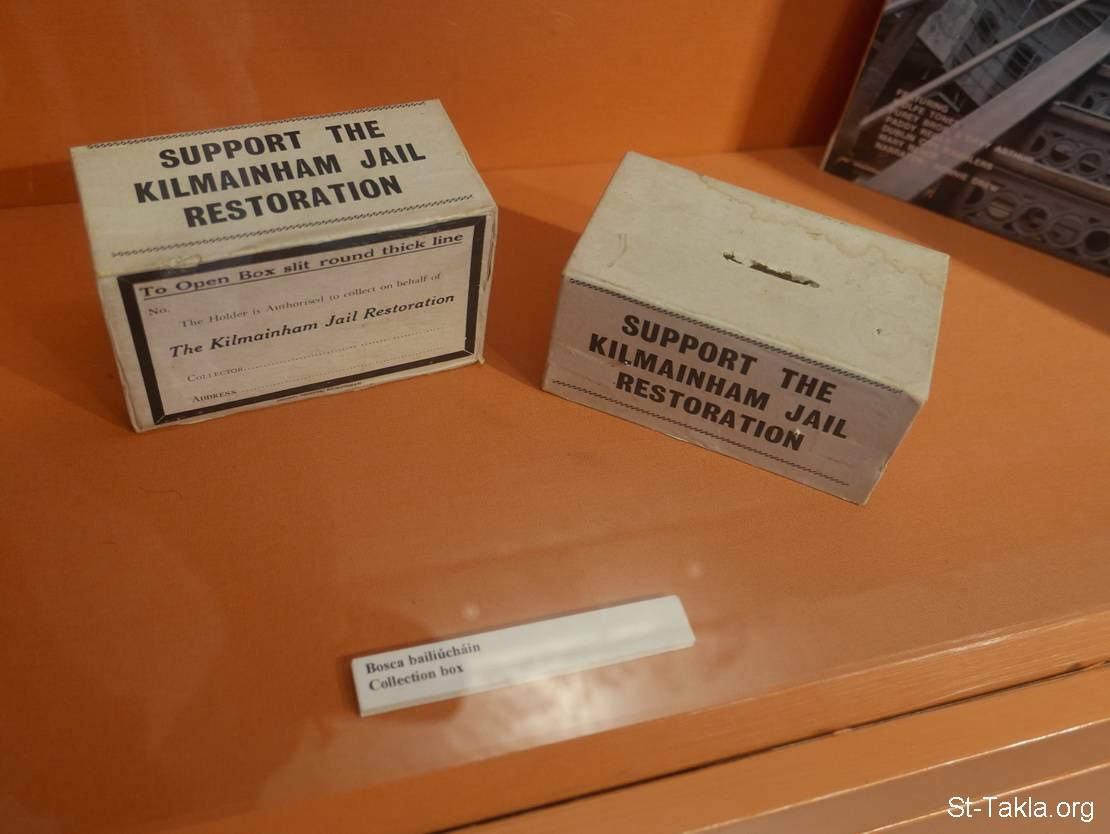 SUPPORT THE
KILMAINHAM JAIL
RESTORATION
To Open Box slit round thick line
No.
The Holder is Authorised to collect on behalf of
The Kilmainham Jail Restoration
COLLECTOR
ADDRESS
SUPPORT THE
KILMAINHAM JAIL
RESTORATION
FEATURING
Bosca bailiúcháin
Collection box
St-Takla.org